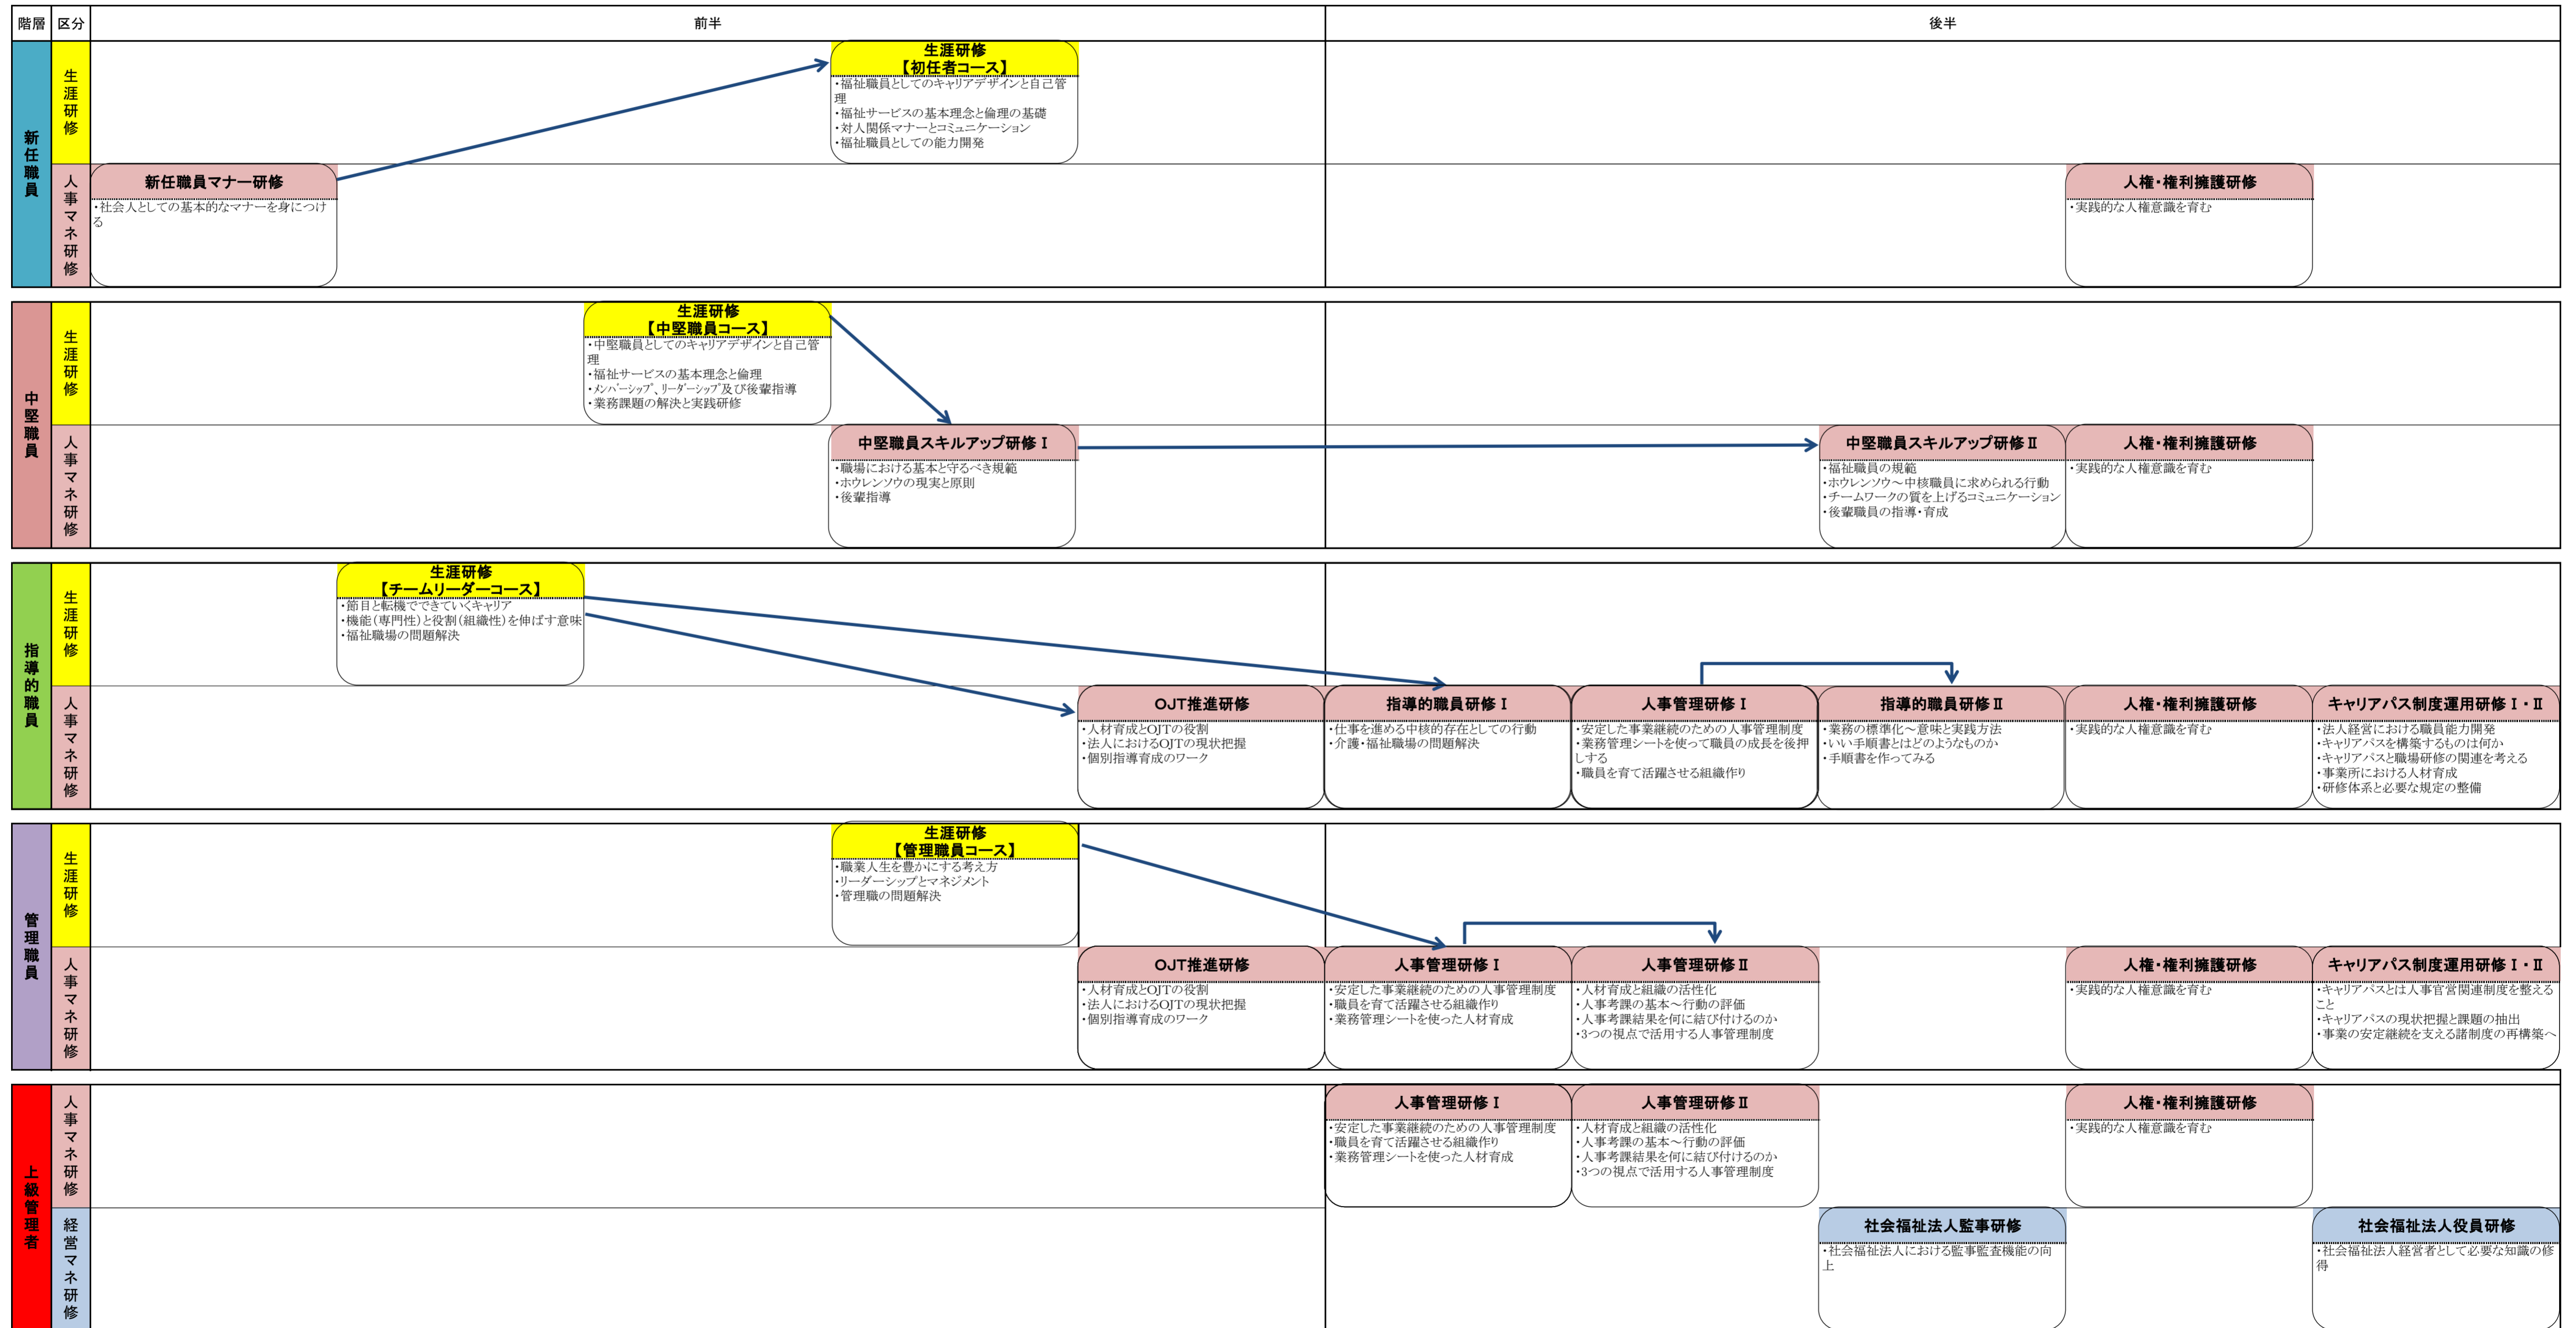 階層 区分 前半 後半
新任職員
生涯研修
生涯研修
【初任者コース】
・福祉職員としてのキャリアデザインと自己管
理
・福祉サービスの基本理念と倫理の基礎
・対人関係マナーとコミュニケーション
・福祉職員としての能力開発
人事マネ研修
新任職員マナー研修
・社会人としての基本的なマナーを身につけ
る
人権・権利擁護研修
・実践的な人権意識を育む
中堅職員
生涯研修
生涯研修
【中堅職員コース】
・中堅職員としてのキャリアデザインと自己管
理
・福祉サービスの基本理念と倫理
・メンバーシップ、リーダーシップ及び後輩指導
・業務課題の解決と実践研修
人事マネ研修
中堅職員スキルアップ研修Ⅰ
・職場における基本と守るべき規範
・ホウレンソウの現実と原則
・後輩指導
中堅職員スキルアップ研修Ⅱ
・福祉職員の規範
・ホウレンソウ～中核職員に求められる行動
・チームワークの質を上げるコミュニケーション
・後輩職員の指導・育成
人権・権利擁護研修
・実践的な人権意識を育む
指導的職員
生涯研修
生涯研修
【チームリーダーコース】
・節目と転機でできていくキャリア
・機能（専門性）と役割（組織性）を伸ばす意味
・福祉職場の問題解決
人事マネ研修
OJT推進研修
・人材育成とOJTの役割
・法人におけるOJTの現状把握
・個別指導育成のワーク
指導的職員研修Ⅰ
・仕事を進める中核的存在としての行動
・介護・福祉職場の問題解決
人事管理研修Ⅰ
・安定した事業継続のための人事管理制度
・業務管理シートを使って職員の成長を後押
しする
・職員を育て活躍させる組織作り
指導的職員研修Ⅱ
・業務の標準化～意味と実践方法
・いい手順書とはどのようなものか
・手順書を作ってみる
人権・権利擁護研修
・実践的な人権意識を育む
キャリアパス制度運用研修Ⅰ・Ⅱ
・法人経営における職員能力開発
・キャリアパスを構築するものは何か
・キャリアパスと職場研修の関連を考える
・事業所における人材育成
・研修体系と必要な規定の整備
管理職員
生涯研修
生涯研修
【管理職員コース】
・職業人生を豊かにする考え方
・リーダーシップとマネジメント
・管理職の問題解決
人事マネ研修
OJT推進研修
・人材育成とOJTの役割
・法人におけるOJTの現状把握
・個別指導育成のワーク
人事管理研修Ⅰ
・安定した事業継続のための人事管理制度
・職員を育て活躍させる組織作り
・業務管理シートを使った人材育成
人事管理研修Ⅱ
・人材育成と組織の活性化
・人事考課の基本～行動の評価
・人事考課結果を何に結び付けるのか
・3つの視点で活用する人事管理制度
人権・権利擁護研修
・実践的な人権意識を育む
キャリアパス制度運用研修Ⅰ・Ⅱ
・キャリアパスとは人事官営関連制度を整える
こと
・キャリアパスの現状把握と課題の抽出
・事業の安定継続を支える諸制度の再構築へ
上級管理者
人事マネ研修
人事管理研修Ⅰ
・安定した事業継続のための人事管理制度
・職員を育て活躍させる組織作り
・業務管理シートを使った人材育成
人事管理研修Ⅱ
・人材育成と組織の活性化
・人事考課の基本～行動の評価
・人事考課結果を何に結び付けるのか
・3つの視点で活用する人事管理制度
人権・権利擁護研修
・実践的な人権意識を育む
経営マネ研修
社会福祉法人監事研修
・社会福祉法人における監事監査機能の向
上
社会福祉法人役員研修
・社会福祉法人経営者として必要な知識の修
得